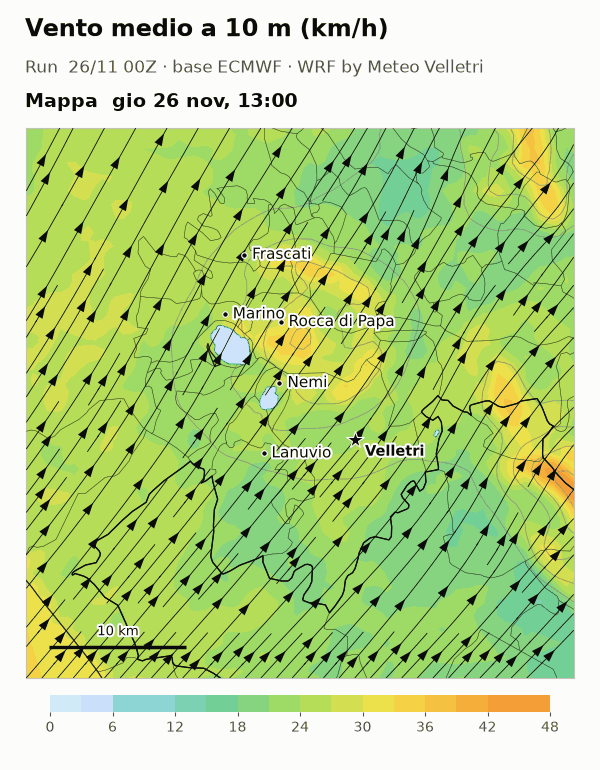 Vento medio a 10 m (km/h)
Run  26/11 00Z · base ECMWF · WRF by Meteo Velletri
Mappa  gio 26 nov, 13:00
Frascati
Marino
Rocca di Papa
Nemi
Velletri
Lanuvio
10 km
0 6 12 18 24 30 36 42 48